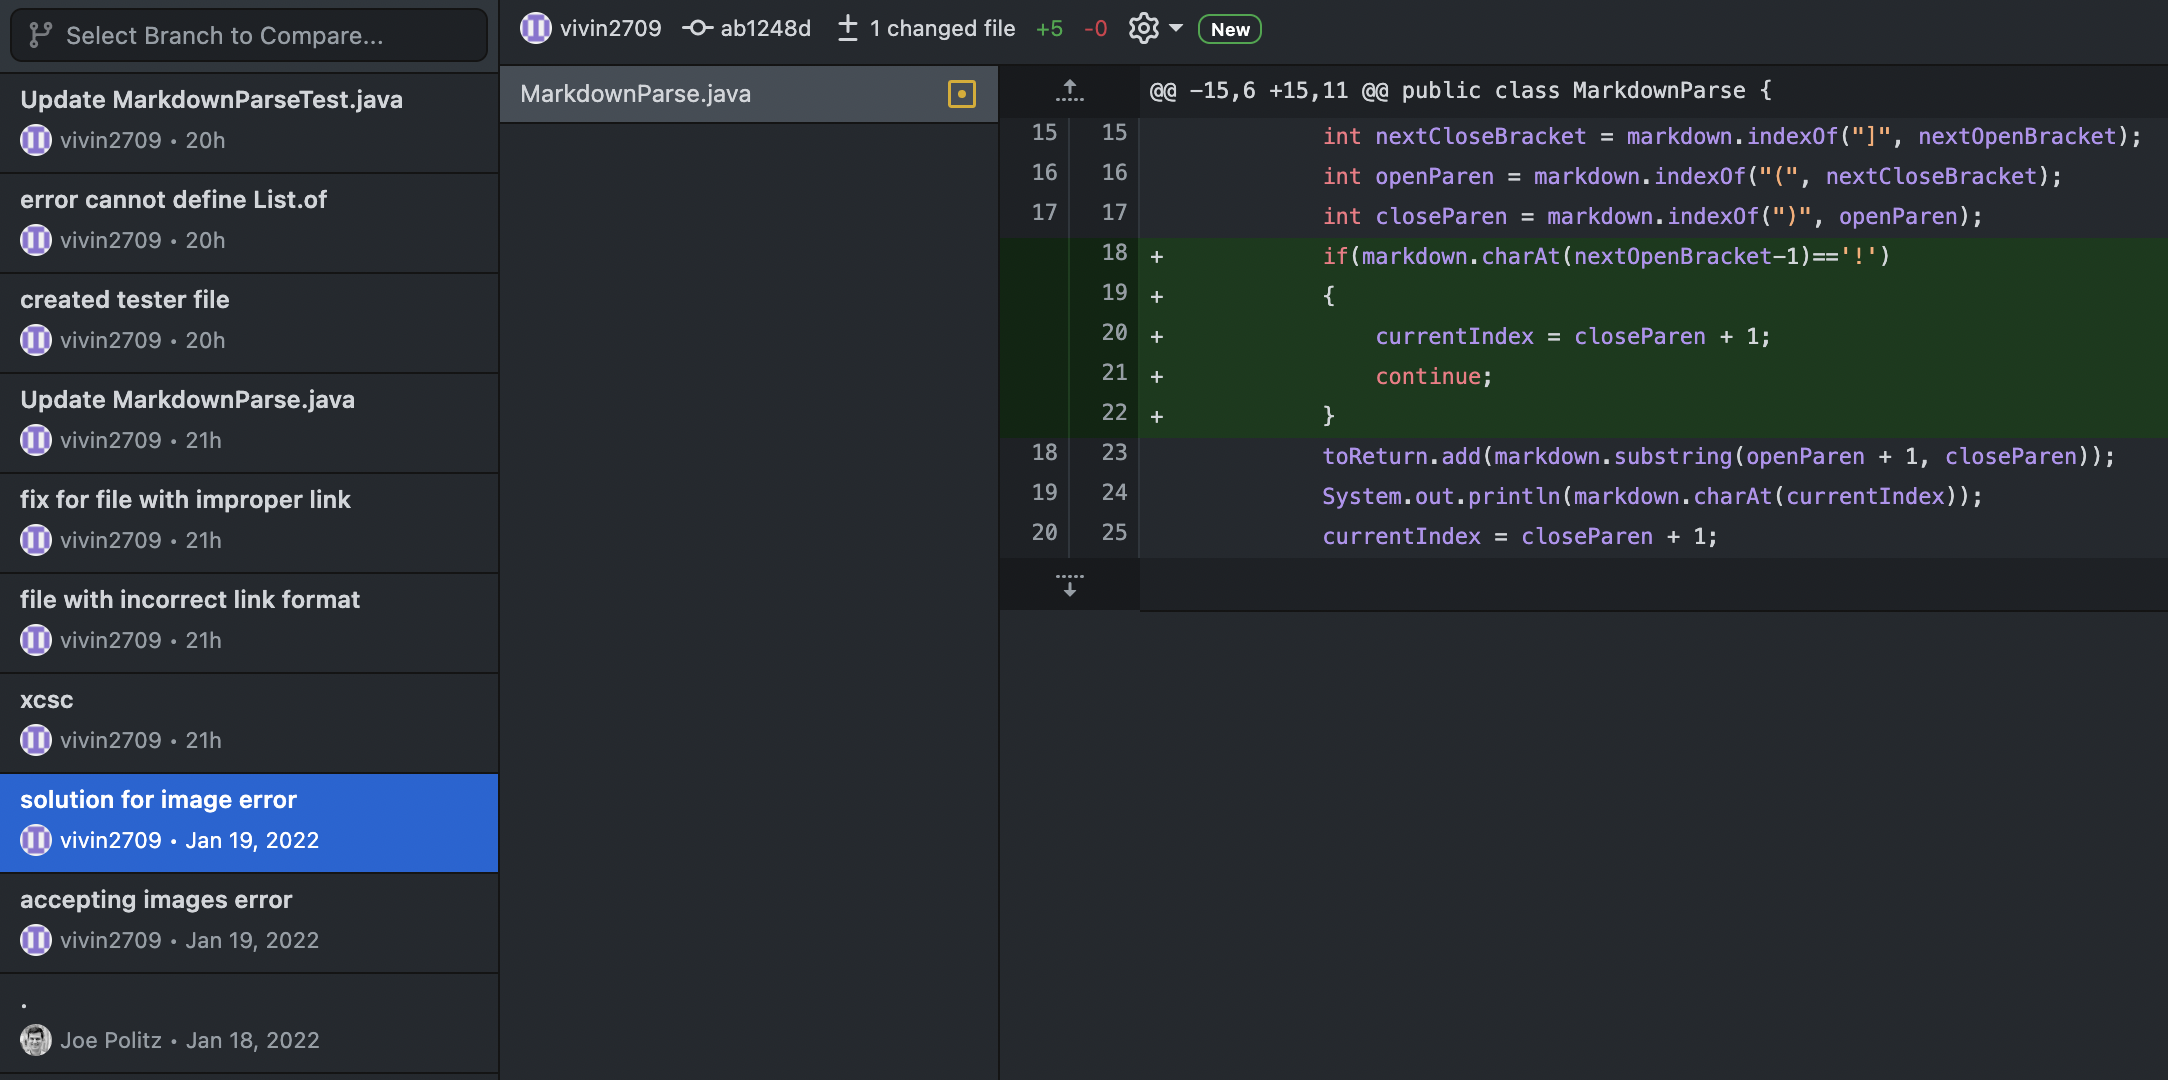 Select Branch to Compare...
Update MarkdownParseTest.java
vivin2709 • 20h
error cannot define List.of
vivin2709 • 20h
created tester file
vivin2709 • 20h
Update MarkdownParse.java
vivin2709 • 21h
fix for file with improper link
vivin2709 • 21h
file with incorrect link format
vivin2709 • 21h
xcsc
vivin2709 • 21h
solution for image error
vivin2709 • Jan 19, 2022
accepting images error
vivin2709 • Jan 19, 2022
.
Joe Politz • Jan 18, 2022
vivin2709 ab1248d 1 changed file +5 -0 New
MarkdownParse.java
@@ -15,6 +15,11 @@ public class MarkdownParse {
15 15 int nextCloseBracket = markdown.indexOf("]", nextOpenBracket);
16 16 int openParen = markdown.indexOf("(", nextCloseBracket);
17 17 int closeParen = markdown.indexOf(")", openParen);
18 + if(markdown.charAt(nextOpenBracket-1)=='!')
19 + {
20 + currentIndex = closeParen + 1;
21 + continue;
22 + }
18 23 toReturn.add(markdown.substring(openParen + 1, closeParen));
19 24 System.out.println(markdown.charAt(currentIndex));
20 25 currentIndex = closeParen + 1;